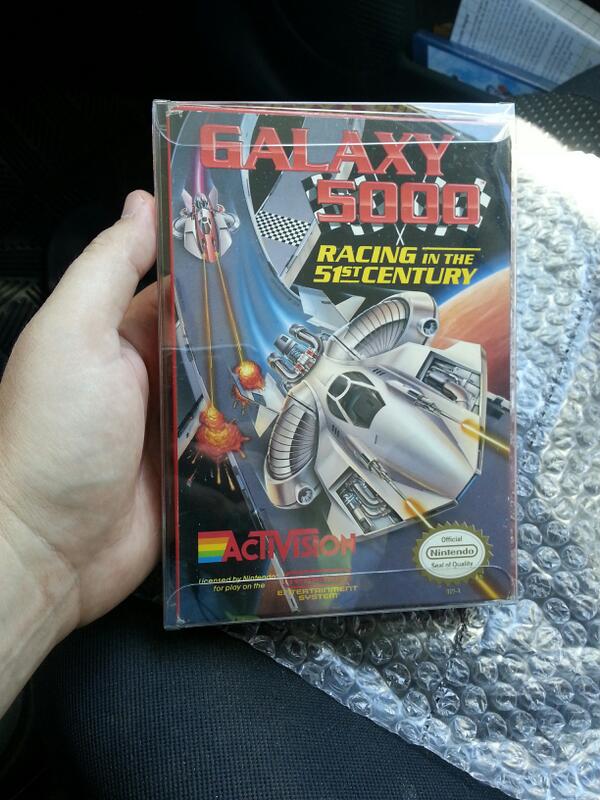 GALAXY
5000
RACING IN THE
51ST CENTURY
ACTIVISION
Licensed by Nintendo
for play on the
ENTERTAINMENT
SYSTEM
Official
Nintendo
Seal of Quality